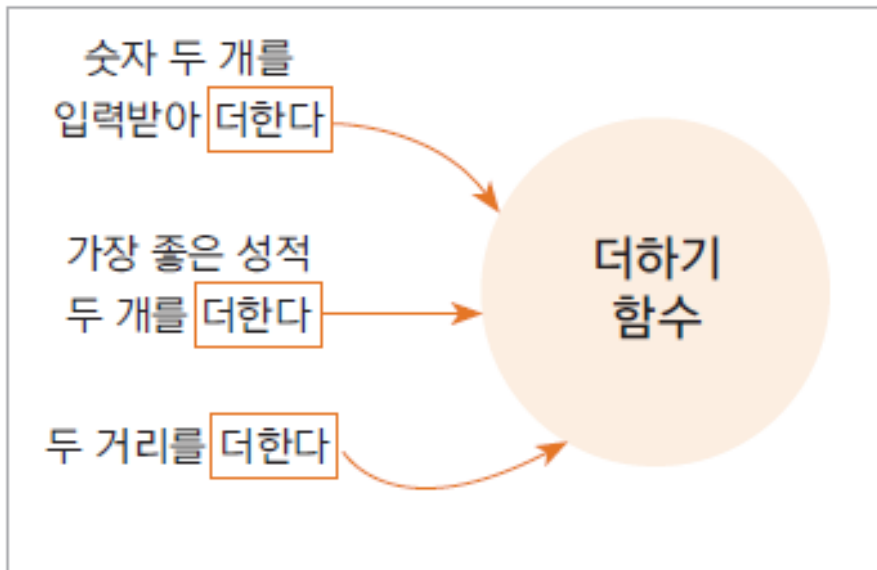 숫자 두 개를
입력받아 더한다
가장 좋은 성적
두 개를 더한다
두 거리를 더한다
더하기
함수